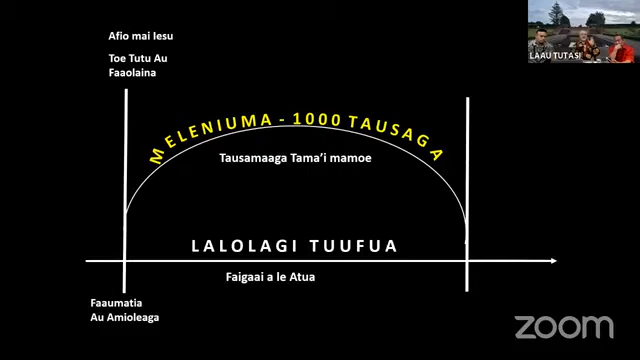 Afio mai Iesu
Toe Tutu Au
Faaolaina
LAAU TUTASI
MELENIUMA - 1000 TAUSAGA
Tausamaaga Tama'i mamoe
LALOLAGI TUUFUA
Faigaai a le Atua
Faaumatia
Au Amioleaga
zoom